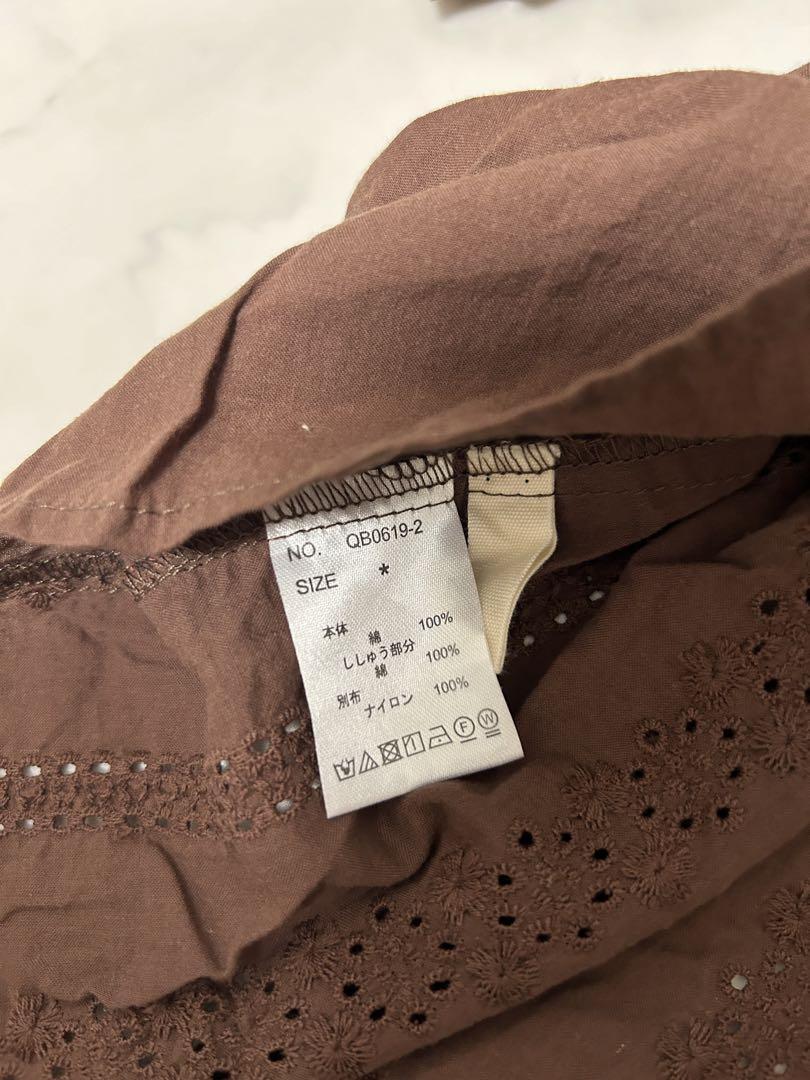 NO. QB0619-2
SIZE *
本体 綿 100%
ししゅう部分
綿 100%
別布 ナイロン 100%
Ⓕ Ⓦ